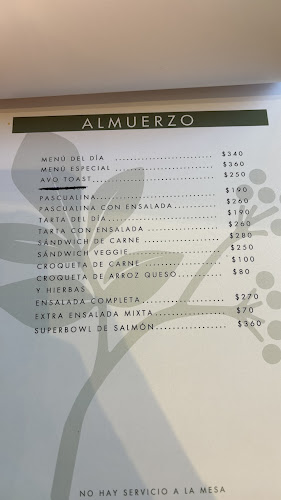 ALMUERZO
MENÚ DEL DÍA .................... $340
MENÚ ESPECIAL .................... $360
AVO TOAST .................... $250
PASCUALINA .................... $190
PASCUALINA CON ENSALADA .................... $260
TARTA DEL DÍA .................... $190
TARTA CON ENSALADA .................... $260
SÁNDWICH DE CARNE .................... $280
SÁNDWICH VEGGIE .................... $250
CROQUETA DE CARNE .................... $100
CROQUETA DE ARROZ QUESO .................... $80
Y HIERBAS
ENSALADA COMPLETA .................... $270
EXTRA ENSALADA MIXTA .................... $70
SUPERBOWL DE SALMÓN .................... $360
NO HAY SERVICIO A LA MESA